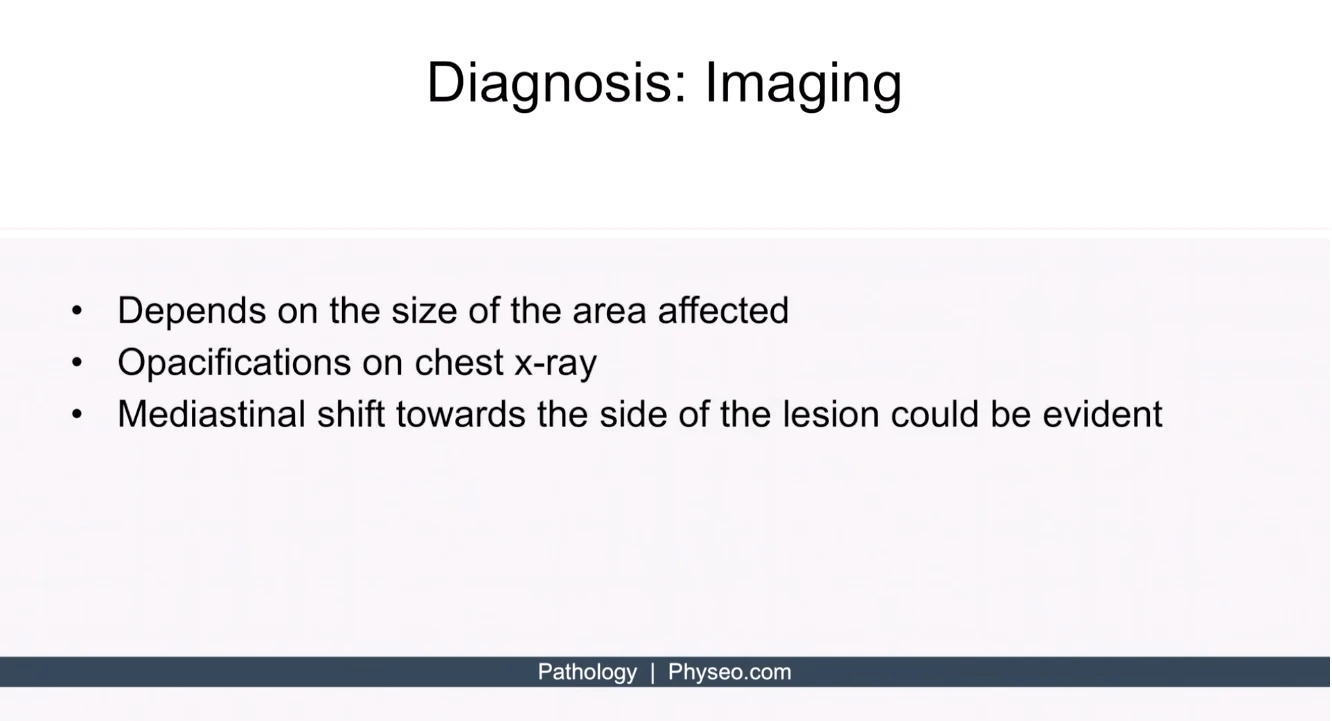 Diagnosis: Imaging
• Depends on the size of the area affected
• Opacifications on chest x-ray
• Mediastinal shift towards the side of the lesion could be evident
Pathology | Physeo.com